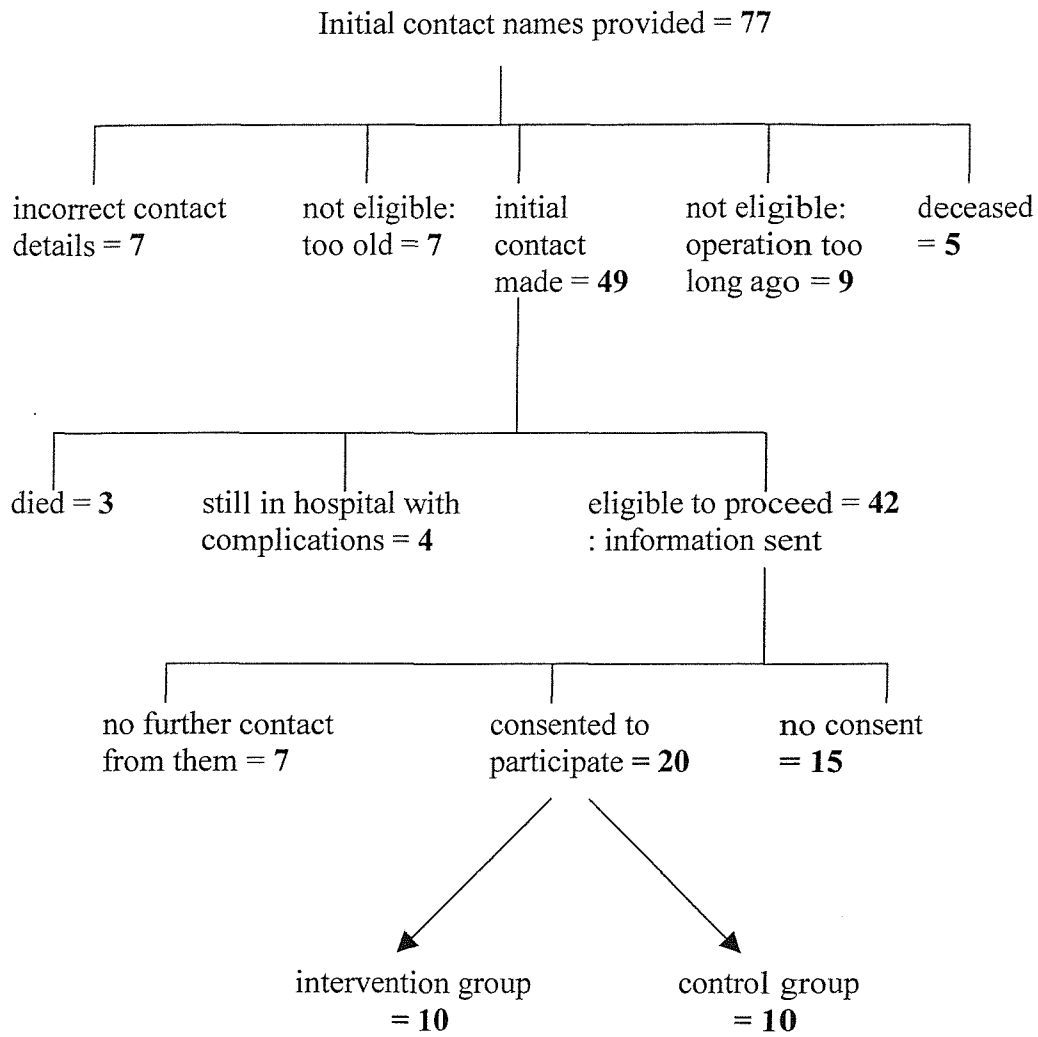 Initial contact names provided = 77
incorrect contact
details = 7
not eligible:
too old = 7
initial
contact
made = 49
not eligible:
operation too
long ago = 9
deceased
= 5
died = 3
still in hospital with
complications = 4
eligible to proceed = 42
: information sent
no further contact
from them = 7
consented to
participate = 20
no consent
= 15
intervention group
= 10
control group
= 10